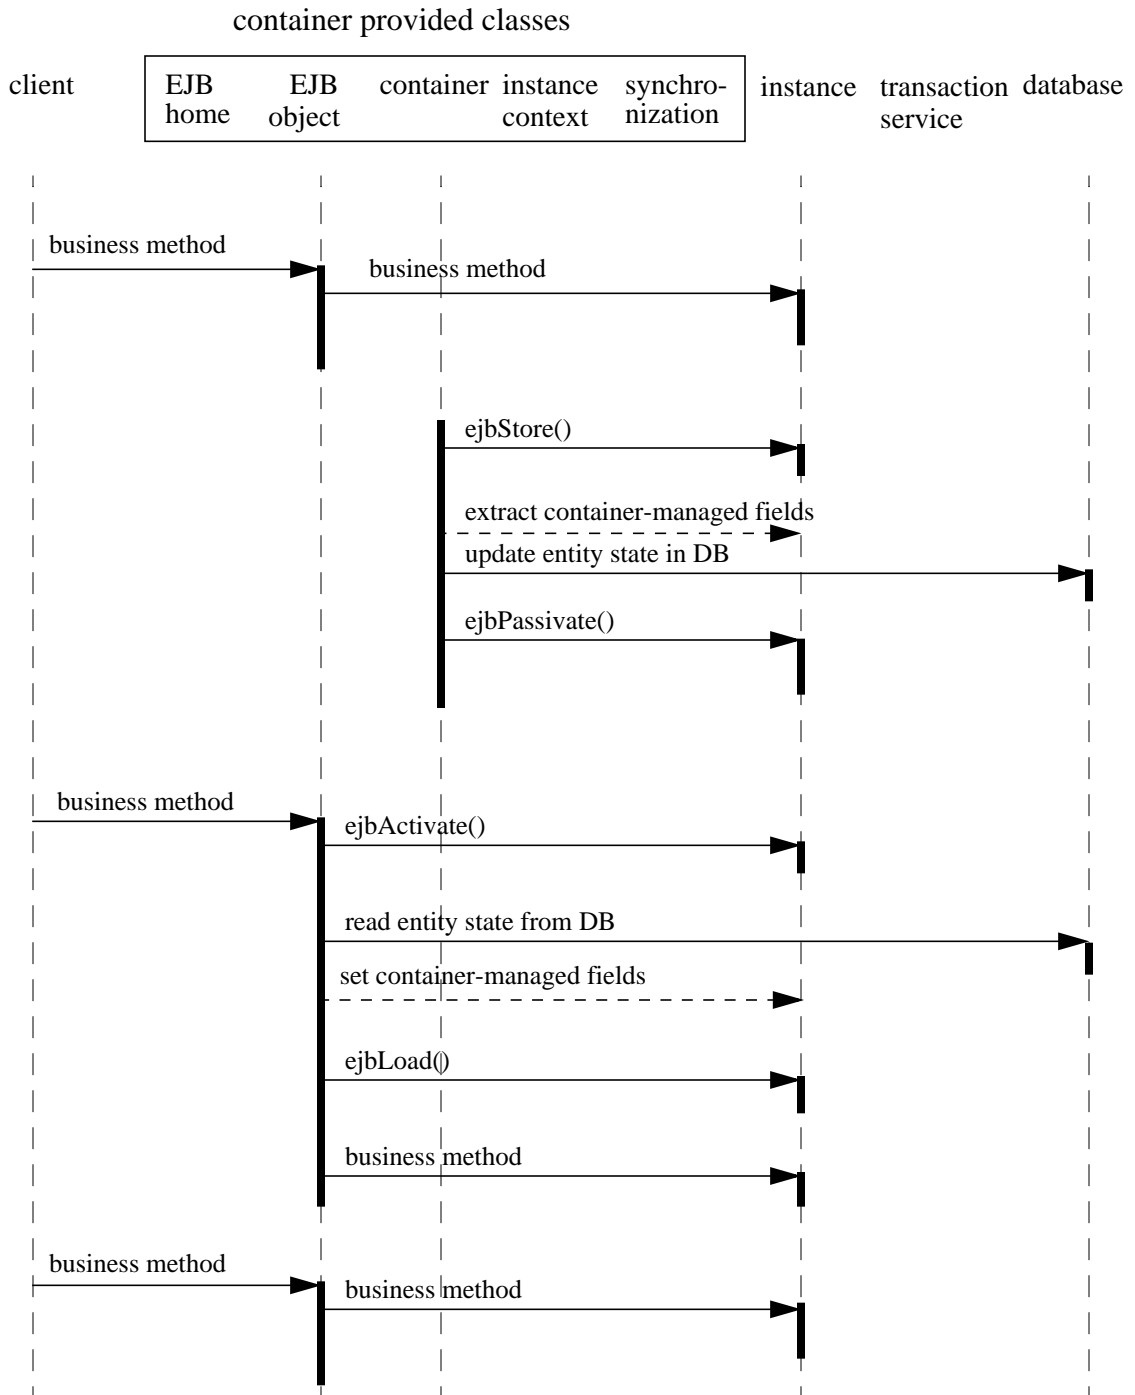 container provided classes
client EJB EJB container instance synchro- instance transaction database
home object context nization service
business method
business method
ejbStore()
extract container-managed fields
update entity state in DB
ejbPassivate()
business method
ejbActivate()
read entity state from DB
set container-managed fields
ejbLoad()
business method
business method
business method